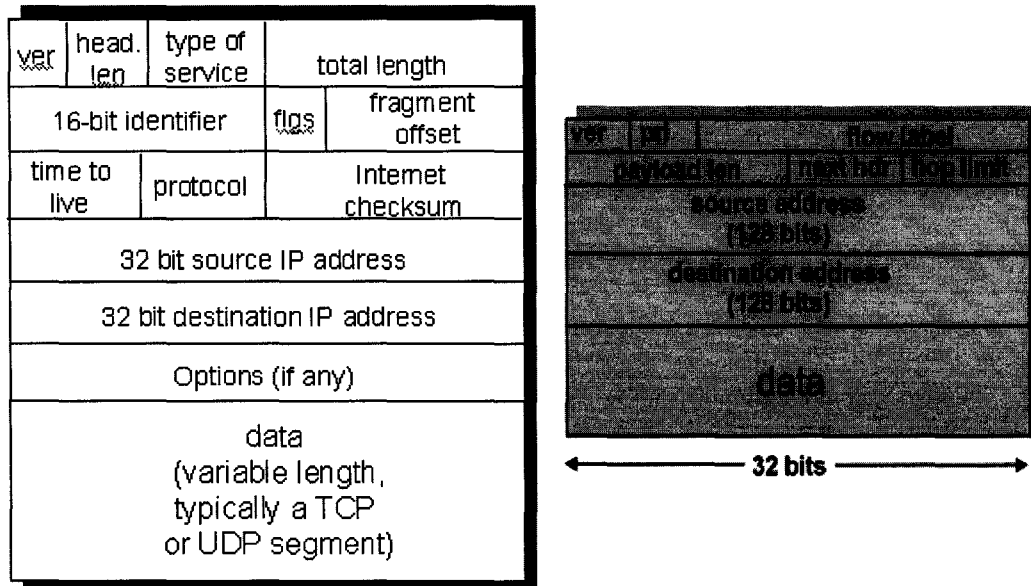 ver
head.
len
type of
service
total length
16-bit identifier
flgs
fragment
offset
time to
live
protocol
Internet
checksum
32 bit source IP address
32 bit destination IP address
Options (if any)
data
(variable length,
typically a TCP
or UDP segment)
ver
pri
flow label
payload len
next hdr
hop limit
source address
(128 bits)
destination address
(128 bits)
data
32 bits